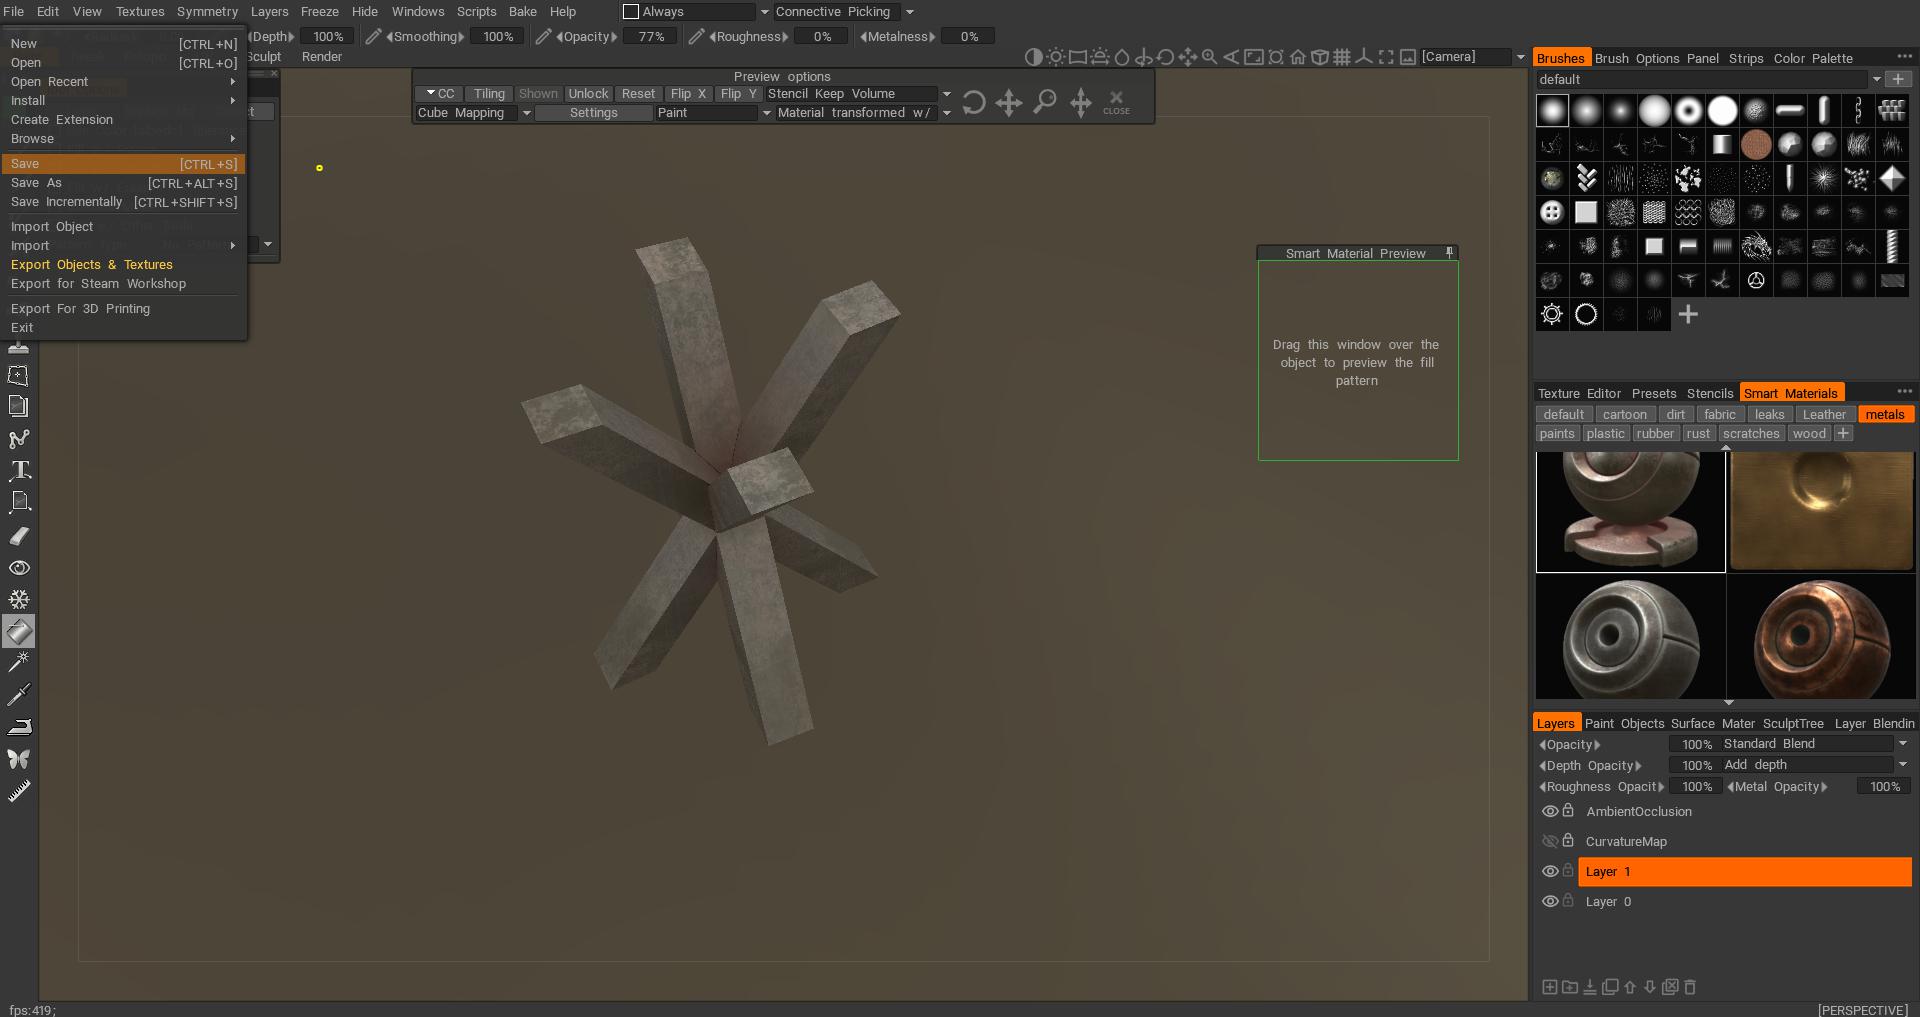 File Edit View Textures Symmetry Layers Freeze Hide Windows Scripts Bake Help Always Connective Picking
Depth 100% Smoothing 100% Opacity 77% Roughness 0% Metalness 0%
Sculpt Render [Camera]
New [CTRL+N]
Open [CTRL+O]
Open Recent
Install
Create Extension
Browse
Save [CTRL+S]
Save As [CTRL+ALT+S]
Save Incrementally [CTRL+SHIFT+S]
Import Object
Import
Export Objects & Textures
Export for Steam Workshop
Export For 3D Printing
Exit
Preview options
CC Tiling Shown Unlock Reset Flip X Flip Y Stencil Keep Volume
Cube Mapping Settings Paint Material transformed w/
CLOSE
Smart Material Preview
Drag this window over the
object to preview the fill
pattern
Brushes Brush Options Panel Strips Color Palette
default
Texture Editor Presets Stencils Smart Materials
default cartoon dirt fabric leaks Leather metals
paints plastic rubber rust scratches wood
Layers Paint Objects Surface Mater SculptTree Layer Blendin
Opacity 100% Standard Blend
Depth Opacity 100% Add depth
Roughness Opacit 100% Metal Opacity 100%
AmbientOcclusion
CurvatureMap
Layer 1
Layer 0
fps:419;
[PERSPECTIVE]